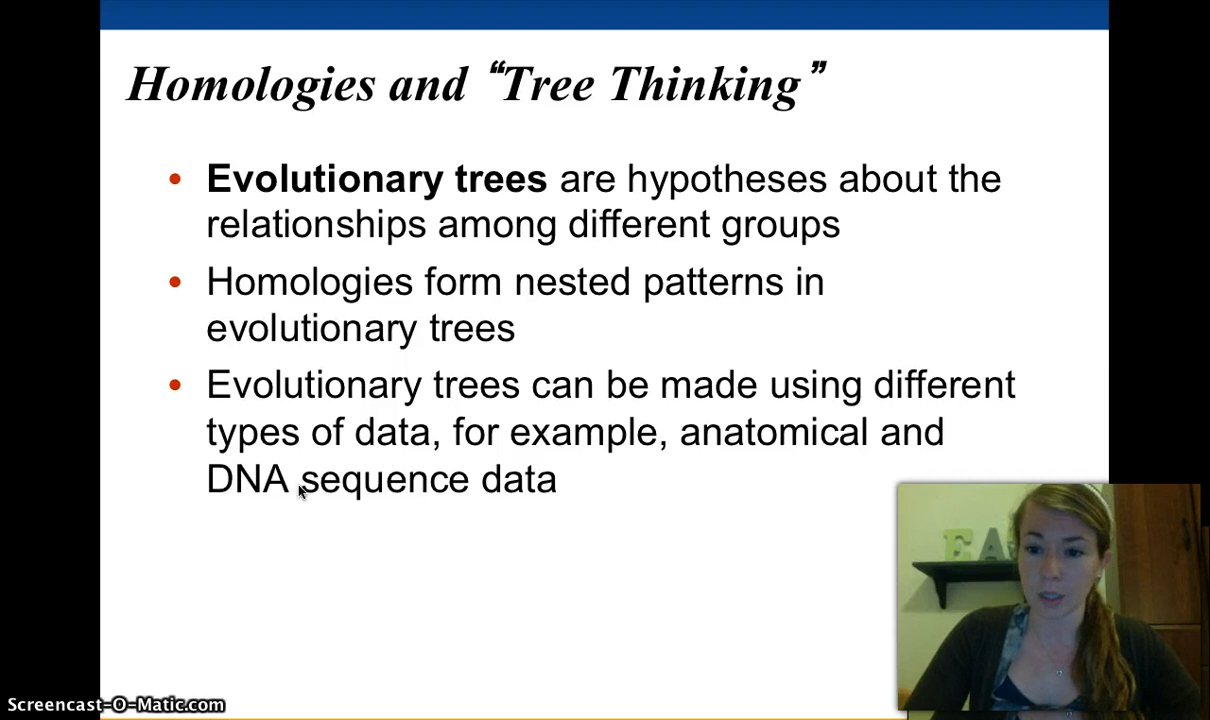 Homologies and “Tree Thinking”
• Evolutionary trees are hypotheses about the
relationships among different groups
• Homologies form nested patterns in
evolutionary trees
• Evolutionary trees can be made using different
types of data, for example, anatomical and
DNA sequence data
EA
Screencast-O-Matic.com